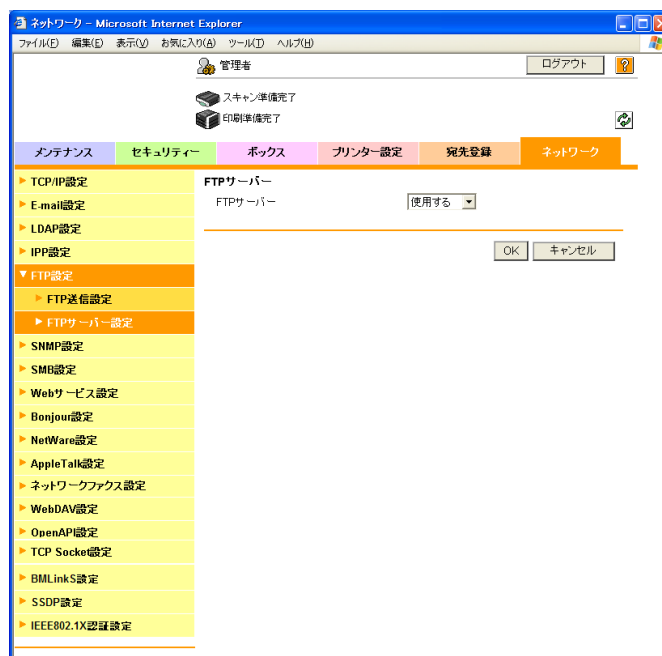 ネットワーク - Microsoft Internet Explorer
ファイル(F) 編集(E) 表示(V) お気に入り(A) ツール(T) ヘルプ(H)
管理者 ログアウト ?
スキャン準備完了
印刷準備完了
メンテナンス セキュリティー ボックス プリンター設定 宛先登録 ネットワーク
TCP/IP設定
E-mail設定
LDAP設定
IPP設定
FTP設定
FTP送信設定
FTPサーバー設定
SNMP設定
SMB設定
Webサービス設定
Bonjour設定
NetWare設定
AppleTalk設定
ネットワークファクス設定
WebDAV設定
OpenAPI設定
TCP Socket設定
BMLinkS設定
SSDP設定
IEEE802.1X認証設定
FTPサーバー
FTPサーバー 使用する
OK キャンセル